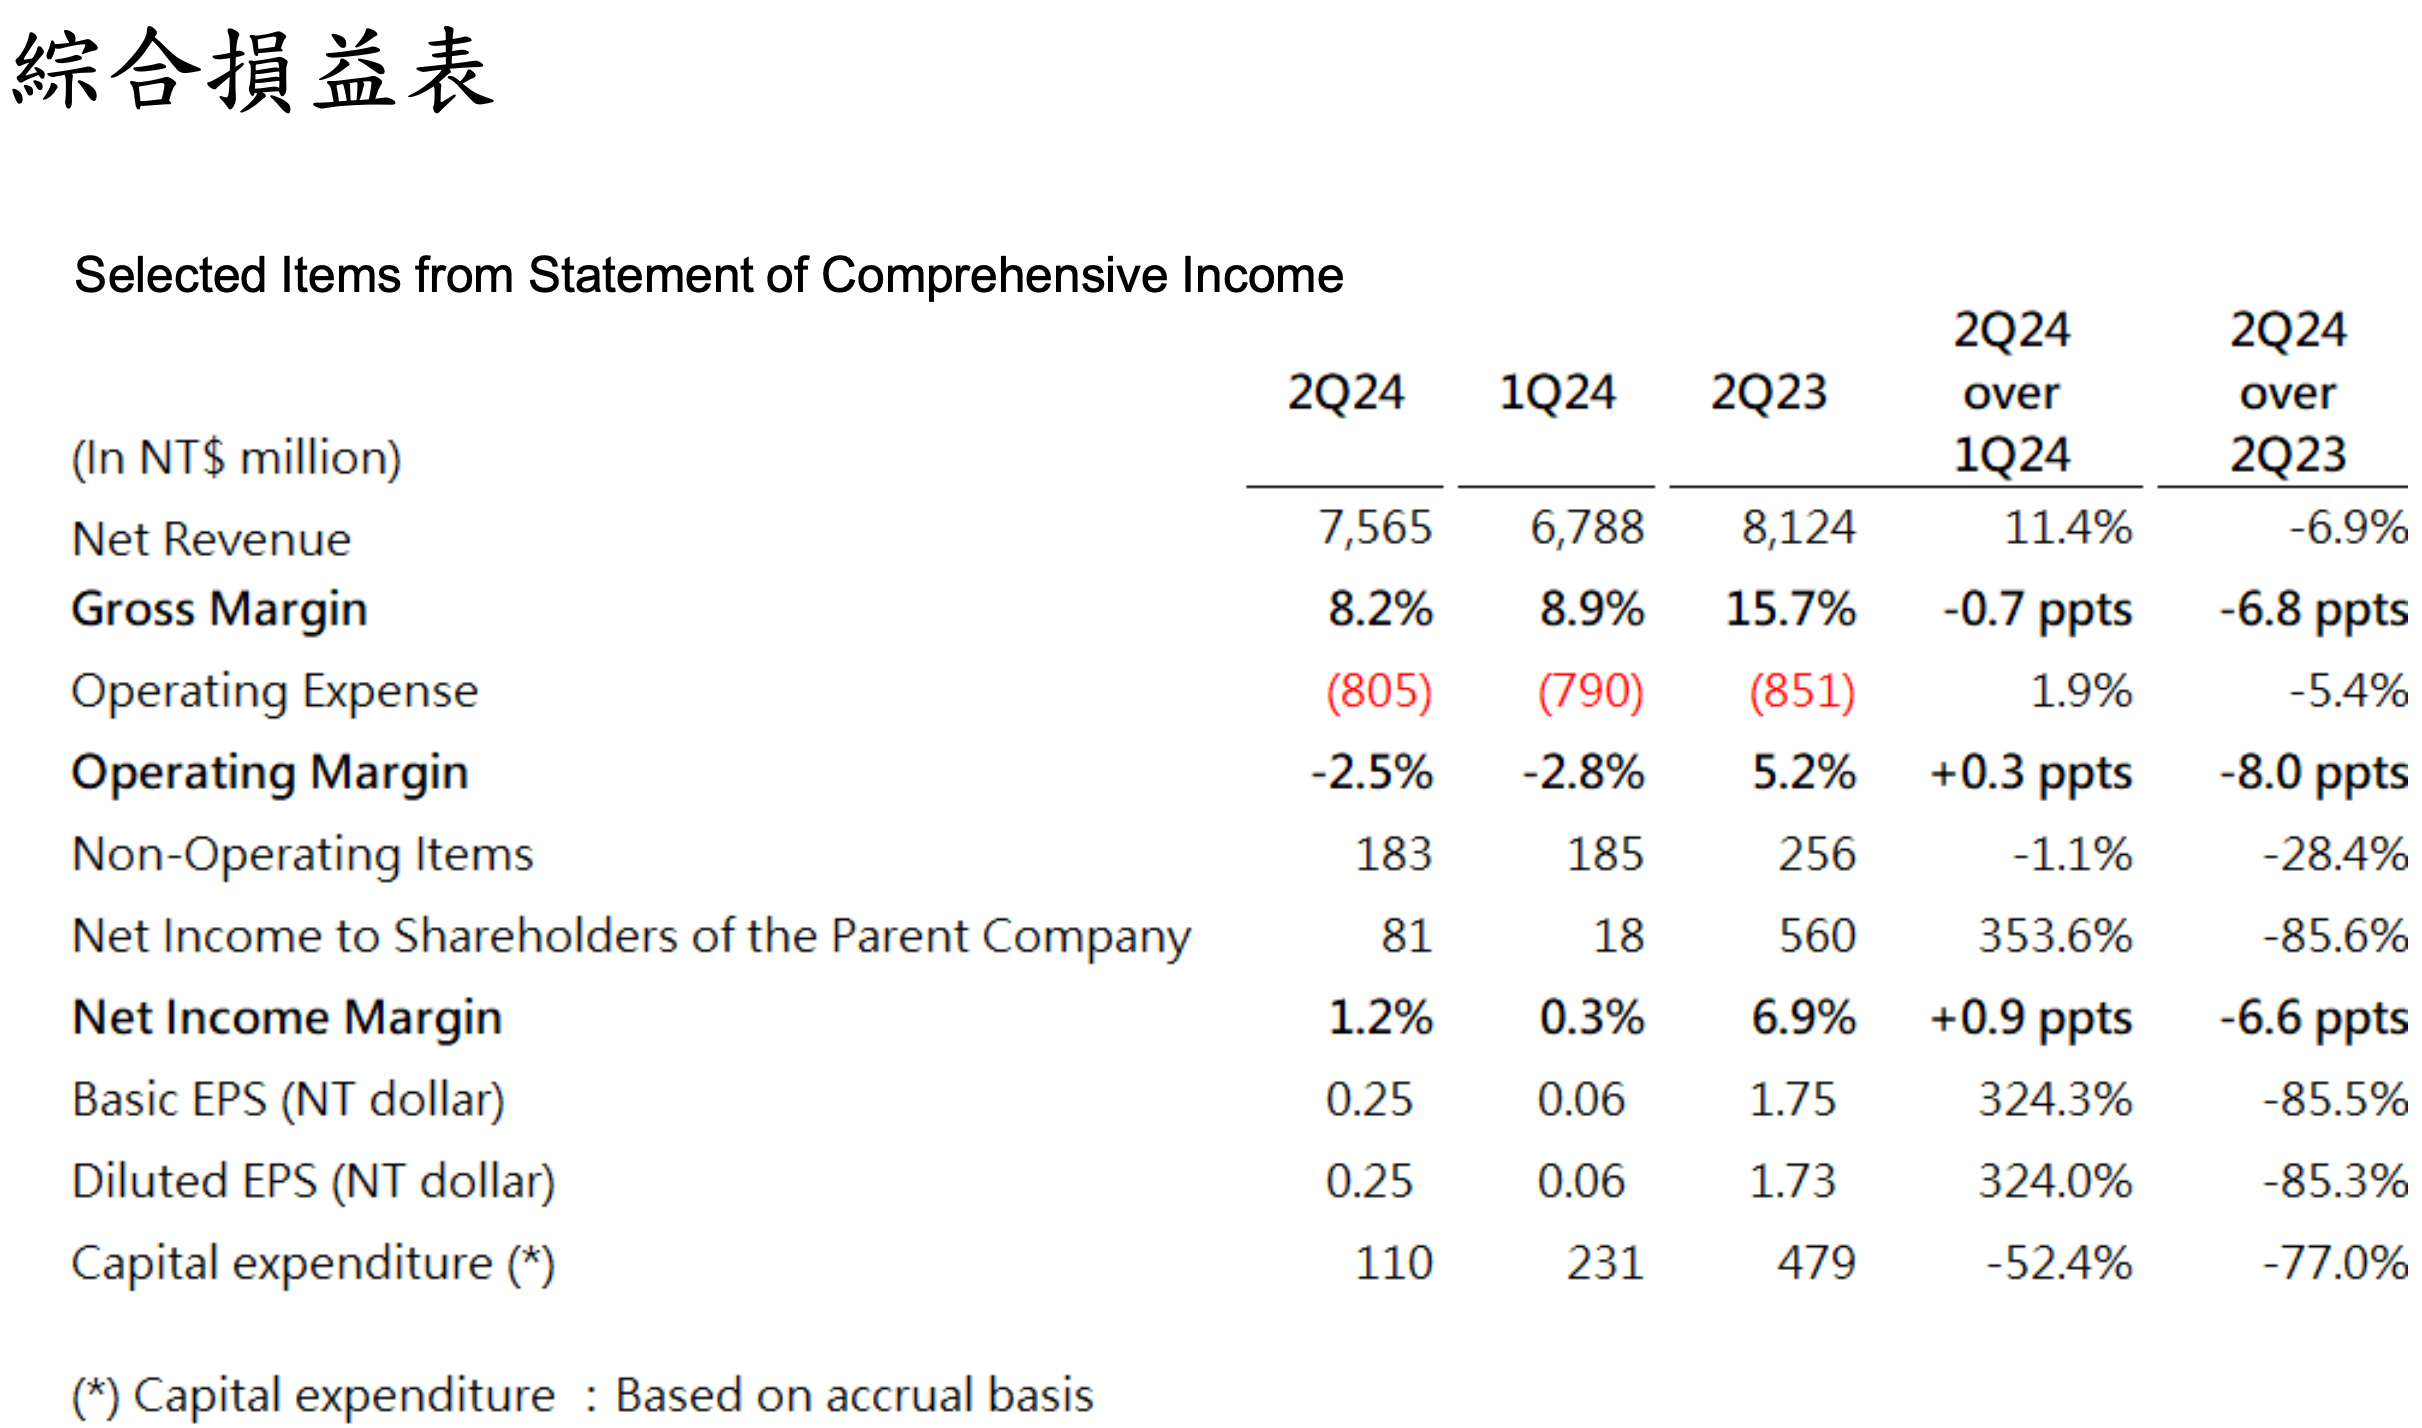 綜合損益表
Selected Items from Statement of Comprehensive Income
2Q24 2Q24
2Q24 1Q24 2Q23 over over
(In NT$ million) 1Q24 2Q23
Net Revenue 7,565 6,788 8,124 11.4% -6.9%
Gross Margin 8.2% 8.9% 15.7% -0.7 ppts -6.8 ppts
Operating Expense (805) (790) (851) 1.9% -5.4%
Operating Margin -2.5% -2.8% 5.2% +0.3 ppts -8.0 ppts
Non-Operating Items 183 185 256 -1.1% -28.4%
Net Income to Shareholders of the Parent Company 81 18 560 353.6% -85.6%
Net Income Margin 1.2% 0.3% 6.9% +0.9 ppts -6.6 ppts
Basic EPS (NT dollar) 0.25 0.06 1.75 324.3% -85.5%
Diluted EPS (NT dollar) 0.25 0.06 1.73 324.0% -85.3%
Capital expenditure (*) 110 231 479 -52.4% -77.0%
(*) Capital expenditure : Based on accrual basis